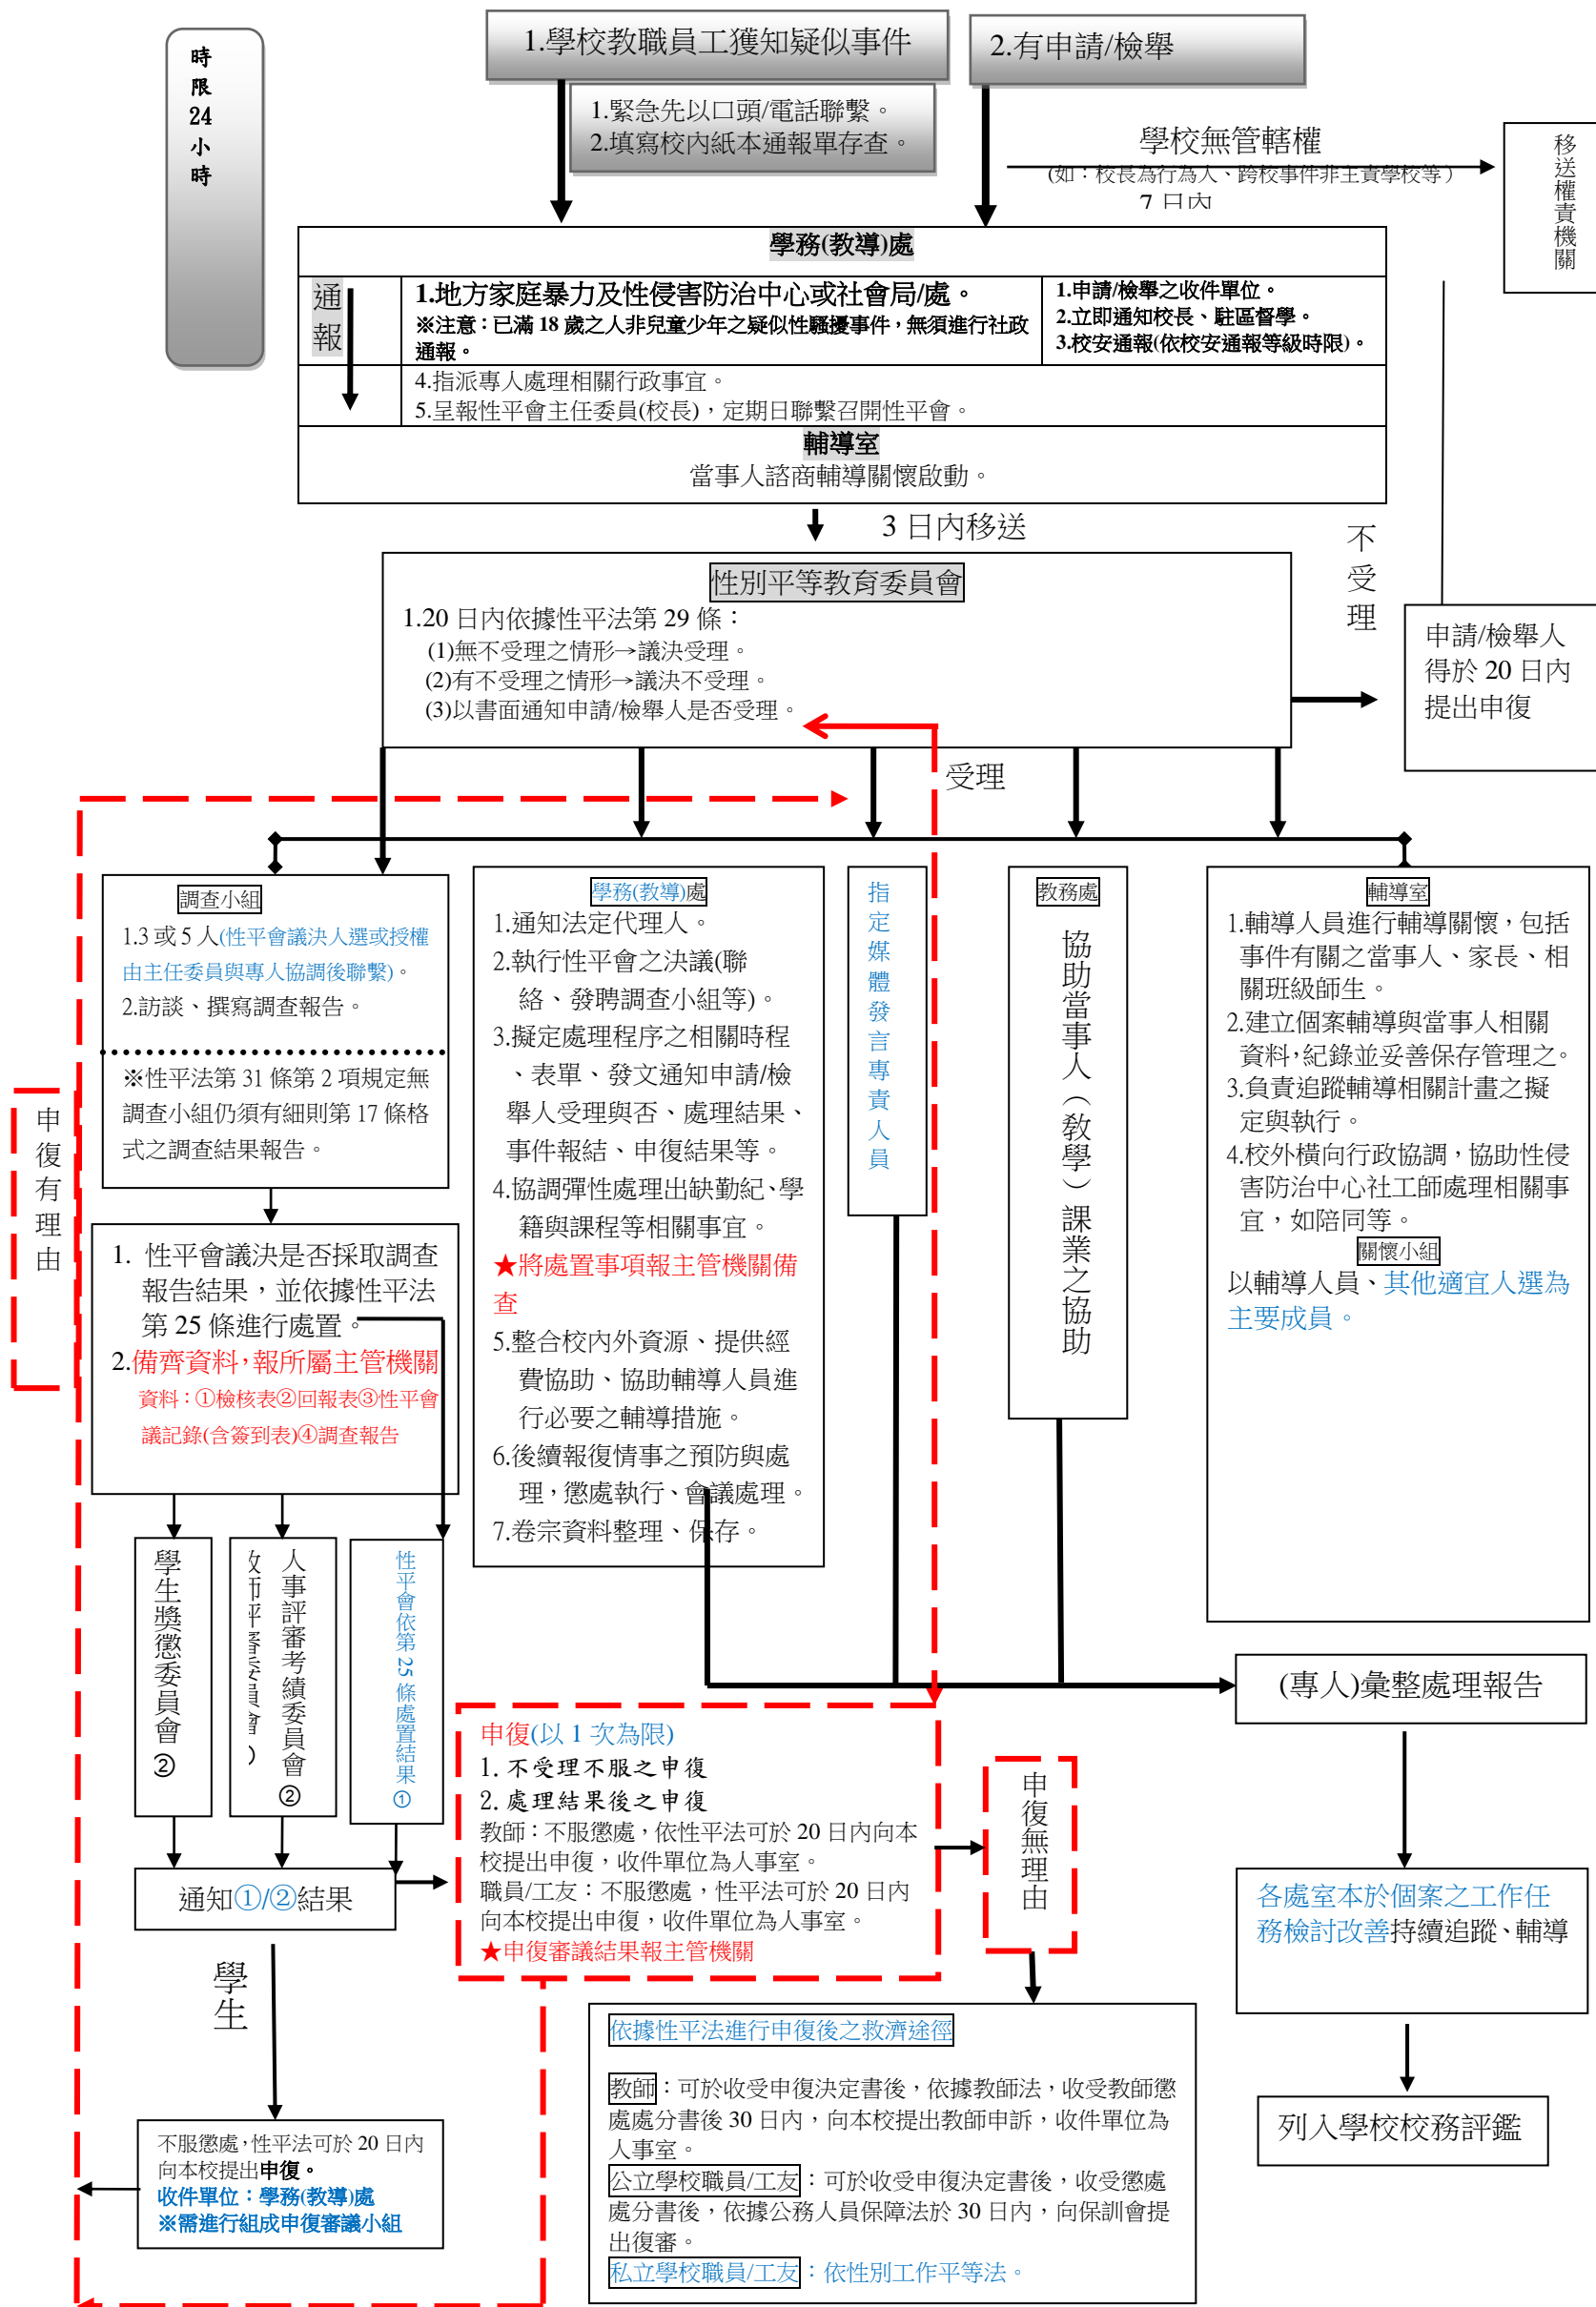 時
限
24
小
時
1.學校教職員工獲知疑似事件
2.有申請/檢舉
1.緊急先以口頭/電話聯繫。
2.填寫校內紙本通報單存查。
學校無管轄權
(如：校長為行為人、跨校事件非主責學校等)
7 日內
移送權責機關
學務(教導)處
通報
1.地方家庭暴力及性侵害防治中心或社會局/處。
※注意：已滿 18 歲之人非兒童少年之疑似性騷擾事件，無須進行社政
通報。
1.申請/檢舉之收件單位。
2.立即通知校長、駐區督學。
3.校安通報(依校安通報等級時限)。
4.指派專人處理相關行政事宜。
5.呈報性平會主任委員(校長)，定期日聯繫召開性平會。
輔導室
當事人諮商輔導關懷啟動。
3 日內移送
不受理
性別平等教育委員會
1.20 日內依據性平法第 29 條：
(1)無不受理之情形→議決受理。
(2)有不受理之情形→議決不受理。
(3)以書面通知申請/檢舉人是否受理。
申請/檢舉人
得於 20 日內
提出申復
受理
調查小組
1.3 或 5 人(性平會議決人選或授權
由主任委員與專人協調後聯繫)。
2.訪談、撰寫調查報告。
※性平法第 31 條第 2 項規定無
調查小組仍須有細則第 17 條格
式之調查結果報告。
學務(教導)處
1.通知法定代理人。
2.執行性平會之決議(聯
絡、發聘調查小組等)。
3.擬定處理程序之相關時程
、表單、發文通知申請/檢
舉人受理與否、處理結果、
事件報結、申復結果等。
4.協調彈性處理出缺勤紀、學
籍與課程等相關事宜。
★將處置事項報主管機關備
查
5.整合校內外資源、提供經
費協助、協助輔導人員進
行必要之輔導措施。
6.後續報復情事之預防與處
理，懲處執行、會議處理。
7.卷宗資料整理、保存。
指定媒體發言專責人員
教務處
協助當事人（教學）課業之協助
輔導室
1.輔導人員進行輔導關懷，包括
事件有關之當事人、家長、相
關班級師生。
2.建立個案輔導與當事人相關
資料，紀錄並妥善保存管理之。
3.負責追蹤輔導相關計畫之擬
定與執行。
4.校外橫向行政協調，協助性侵
害防治中心社工師處理相關事
宜，如陪同等。
關懷小組
以輔導人員、其他適宜人選為
主要成員。
申復有理由
1. 性平會議決是否採取調查
報告結果，並依據性平法
第 25 條進行處置。
2.備齊資料，報所屬主管機關
資料：①檢核表②回報表③性平會
議記錄(含簽到表)④調查報告
學生獎懲委員會②
人事評審考績委員會②
性平會依第 25 條處置結果①
(專人)彙整處理報告
申復(以 1 次為限)
1. 不受理不服之申復
2. 處理結果後之申復
教師：不服懲處，依性平法可於 20 日內向本
校提出申復，收件單位為人事室。
職員/工友：不服懲處，性平法可於 20 日內
向本校提出申復，收件單位為人事室。
★申復審議結果報主管機關
申復無理由
通知①/②結果
各處室本於個案之工作任
務檢討改善持續追蹤、輔導
學生
依據性平法進行申復後之救濟途徑
教師：可於收受申復決定書後，依據教師法，收受教師懲
處處分書後 30 日內，向本校提出教師申訴，收件單位為
人事室。
公立學校職員/工友：可於收受申復決定書後，收受懲處
處分書後，依據公務人員保障法於 30 日內，向保訓會提
出復審。
私立學校職員/工友：依性別工作平等法。
列入學校校務評鑑
不服懲處，性平法可於 20 日內
向本校提出申復。
收件單位：學務(教導)處
※需進行組成申復審議小組